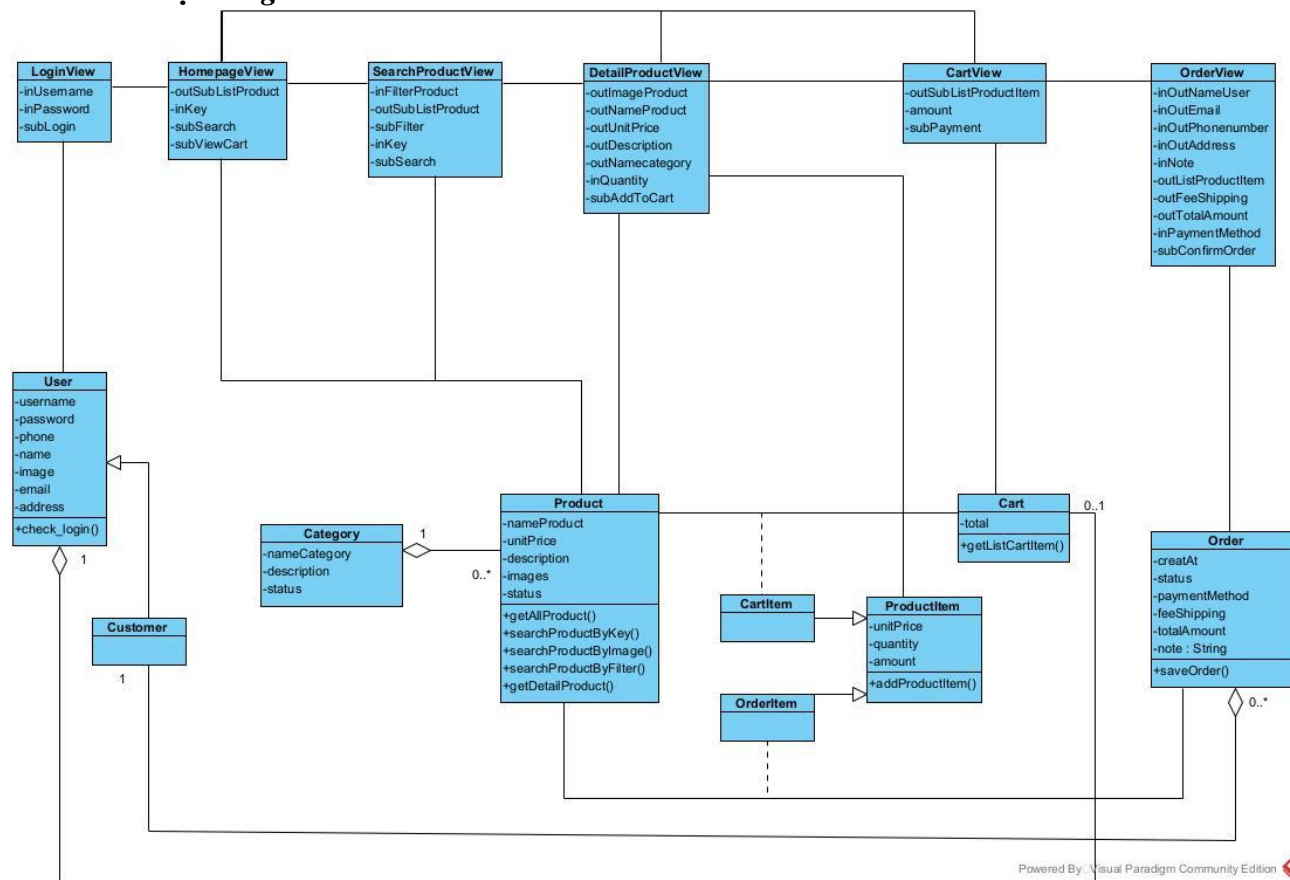 LoginView
-inUsername
-inPassword
-subLogin
HomepageView
-outSubListProduct
-inKey
-subSearch
-subViewCart
SearchProductView
-inFilterProduct
-outSubListProduct
-subFilter
-inKey
-subSearch
DetailProductView
-outImageProduct
-outNameProduct
-outUnitPrice
-outDescription
-outNamecategory
-inQuantity
-subAddToCart
CartView
-outSubListProductItem
-amount
-subPayment
OrderView
-inOutNameUser
-inOutEmail
-inOutPhonenumber
-inOutAddress
-inNote
-outListProductItem
-outFeeShipping
-outTotalAmount
-inPaymentMethod
-subConfirmOrder
User
-username
-password
-phone
-name
-image
-email
-address
+check_login()
1
Customer
1
Category
-nameCategory
-description
-status
1
0..*
Product
-nameProduct
-unitPrice
-description
-images
-status
+getAllProduct()
+searchProductByKey()
+searchProductByImage()
+searchProductByFilter()
+getDetailProduct()
CartItem
OrderItem
ProductItem
-unitPrice
-quantity
-amount
+addProductItem()
Cart
-total
+getListCartItem()
0..1
Order
-creatAt
-status
-paymentMethod
-feeShipping
-totalAmount
-note : String
+saveOrder()
0..*
Powered By Visual Paradigm Community Edition